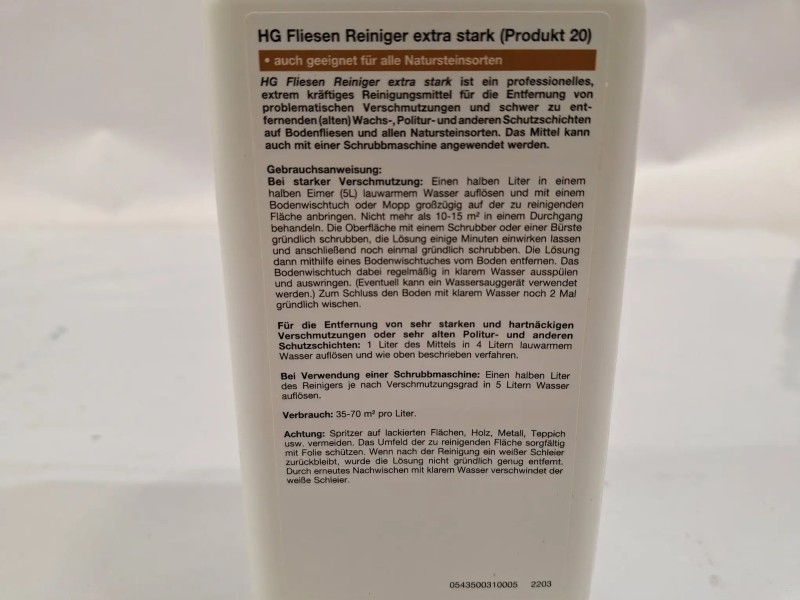 HG Fliesen Reiniger extra stark (Produkt 20)
• auch geeignet für alle Natursteinsorten
HG Fliesen Reiniger extra stark ist ein professionelles,
extrem kräftiges Reinigungsmittel für die Entfernung von
problematischen Verschmutzungen und schwer zu ent-
fernenden (alten) Wachs-, Politur- und anderen Schutzschichten
auf Bodenfliesen und allen Natursteinsorten. Das Mittel kann
auch mit einer Schrubbmaschine angewendet werden.
Gebrauchsanweisung:
Bei starker Verschmutzung: Einen halben Liter in einem
halben Eimer (5L) lauwarmem Wasser auflösen und mit einem
Bodenwischtuch oder Mopp großzügig auf der zu reinigenden
Fläche anbringen. Nicht mehr als 10-15 m² in einem Durchgang
behandeln. Die Oberfläche mit einem Schrubber oder einer Bürste
gründlich schrubben, die Lösung einige Minuten einwirken lassen
und anschließend noch einmal gründlich schrubben. Die Lösung
dann mithilfe eines Bodenwischtuches vom Boden entfernen. Das
Bodenwischtuch dabei regelmäßig in klarem Wasser ausspülen
und auswringen. (Eventuell kann ein Wassersauggerät verwendet
werden.) Zum Schluss den Boden mit klarem Wasser noch 2 Mal
gründlich wischen.
Für die Entfernung von sehr starken und hartnäckigen
Verschmutzungen oder sehr alten Politur- und anderen
Schutzschichten: 1 Liter des Mittels in 4 Litern lauwarmem
Wasser auflösen und wie oben beschrieben verfahren.
Bei Verwendung einer Schrubbmaschine: Einen halben Liter
des Reinigers je nach Verschmutzungsgrad in 5 Litern Wasser
auflösen.
Verbrauch: 35-70 m² pro Liter.
Achtung: Spritzer auf lackierten Flächen, Holz, Metall, Teppich
usw. vermeiden. Das Umfeld der zu reinigenden Fläche sorgfältig
mit Folie schützen. Wenn nach der Reinigung ein weißer Schleier
zurückbleibt, wurde die Lösung nicht gründlich genug entfernt.
Durch erneutes Nachwischen mit klarem Wasser verschwindet der
weiße Schleier.
0543500310005 2203